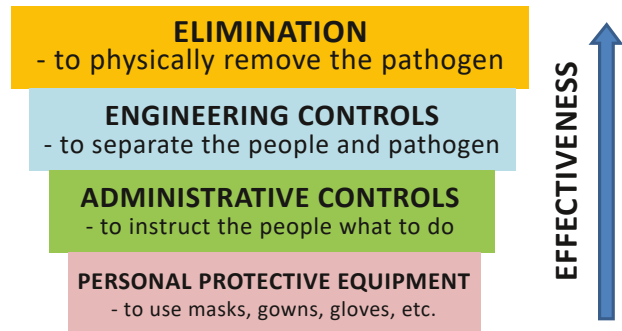 ELIMINATION
- to physically remove the pathogen
ENGINEERING CONTROLS
- to separate the people and pathogen
ADMINISTRATIVE CONTROLS
- to instruct the people what to do
PERSONAL PROTECTIVE EQUIPMENT
- to use masks, gowns, gloves, etc.
EFFECTIVENESS